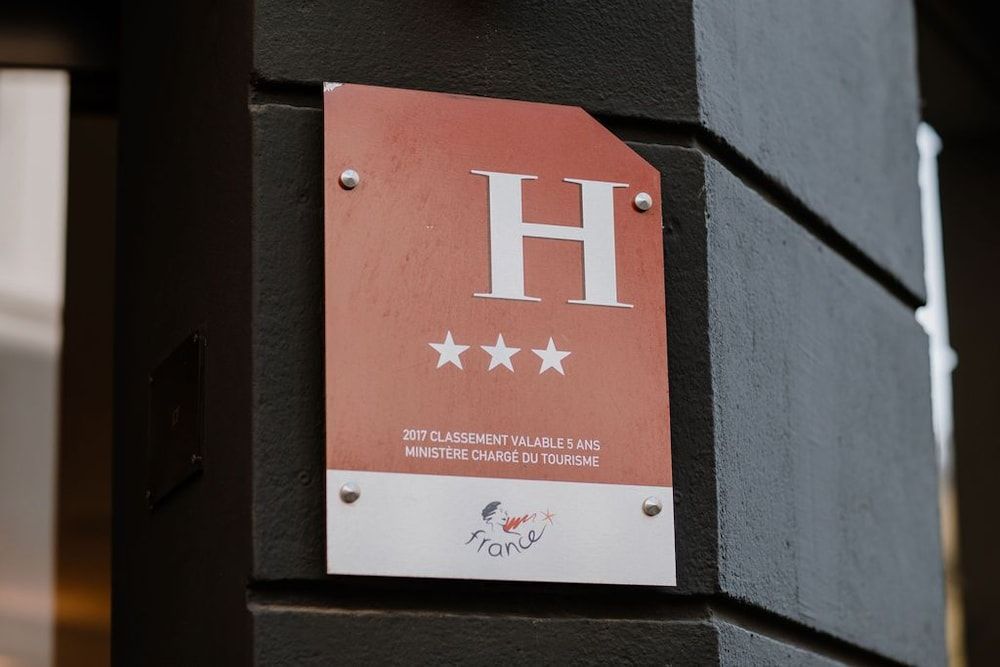 H
2017 CLASSEMENT VALABLE 5 ANS
MINISTÈRE CHARGÉ DU TOURISME
france